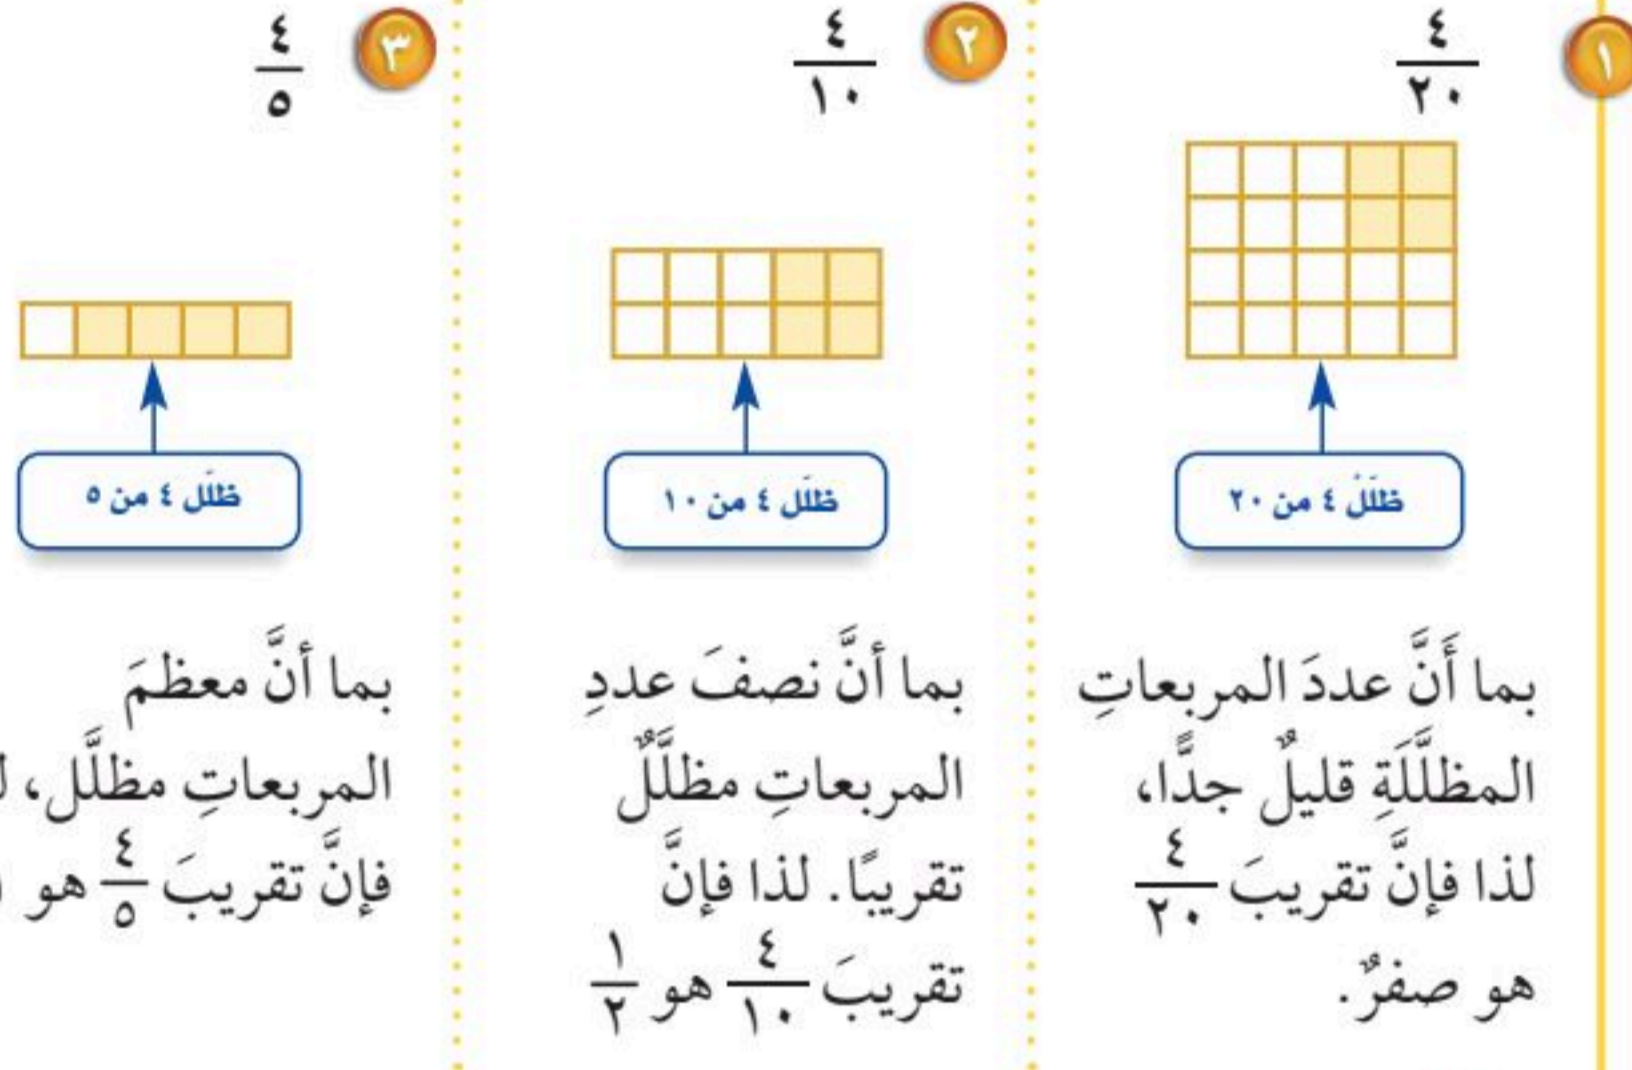 ١
٤
٢٠
ظلِّلْ ٤ من ٢٠
بما أَنَّ عددَ المربعاتِ
المظلَّلَةِ قليلٌ جدًّا،
لذا فإنَّ تقريبَ ٤/٢٠
هو صفرٌ.
٢
٤
١٠
ظلِّل ٤ من ١٠
بما أنَّ نصفَ عددِ
المربعاتِ مظلَّلٌ
تقريبًا. لذا فإنَّ
تقريبَ ٤/١٠ هو ١/٢
٣
٤
٥
ظلِّل ٤ من ٥
بما أنَّ معظمَ
المربعاتِ مظلَّل،
فإنَّ تقريبَ ٤/٥ هو